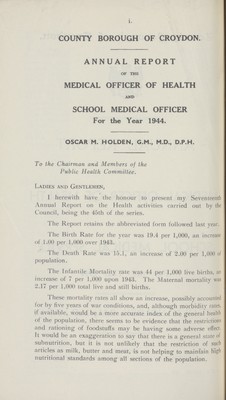 1.
COUNTY BOROUGH OF CROYDON.
ANNUAL REPORT
OF THE
MEDICAL OFFICER OF HEALTH
AND
SCHOOL MEDICAL OFFICER
For the Year 1944.
OSCAR M. HOLDEN, G.M., M.D., D.P.H.
To the Chairman and Members of the
Public Health Committee.
LADIES AND GENTLEMEN,
I herewith have the honour to present my Seventeenth
Annual Report on the Health activities carried out by the
Council, being the 45th of the series.
The Report retains the abbreviated form followed last year.
The Birth Rate for the year was 19.4 per 1,000, an increase
of 1.00 per 1,000 over 1943.
The Death Rate was 15.1, an increase of 2.00 per 1,000 of
population.
The Infantile Mortality rate was 44 per 1,000 live births, an
increase of 7 per 1,000 upon 1943. The Maternal mortality was
2.17 per 1,000 total live and still births.
These mortality rates all show an increase, possibly accounted
for by five years of war conditions, and, although morbidity rates,
if available, would be a more accurate index of the general health
of the population, there seems to be evidence that the restrictions
and rationing of foodstuffs may be having some adverse effect.
It would be an exaggeration to say that there is a general state of
subnutrition, but it is not unlikely that the restriction of such
articles as milk, butter and meat, is not helping to maintain high
nutritional standards among all sections of the population.